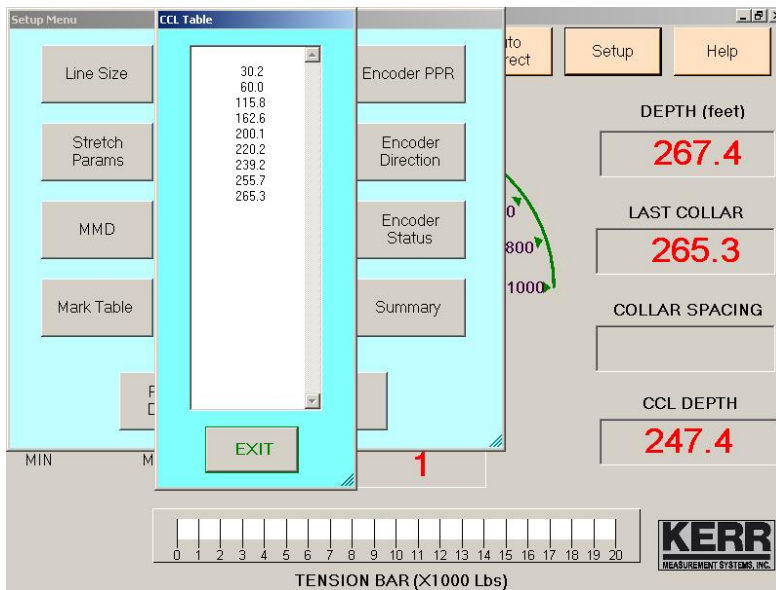 Setup Menu
CCL Table
Line Size
Stretch
Params
MMD
Mark Table
30.2
60.0
115.8
162.6
200.1
220.2
239.2
255.7
265.3
EXIT
Encoder PPR
Encoder
Direction
Encoder
Status
Summary
Setup
Help
DEPTH (feet)
267.4
LAST COLLAR
265.3
COLLAR SPACING
CCL DEPTH
247.4
800
1000
MIN
1
0 1 2 3 4 5 6 7 8 9 10 11 12 13 14 15 16 17 18 19 20
TENSION BAR (X1000 Lbs)
KERR
MEASUREMENT SYSTEMS, INC.